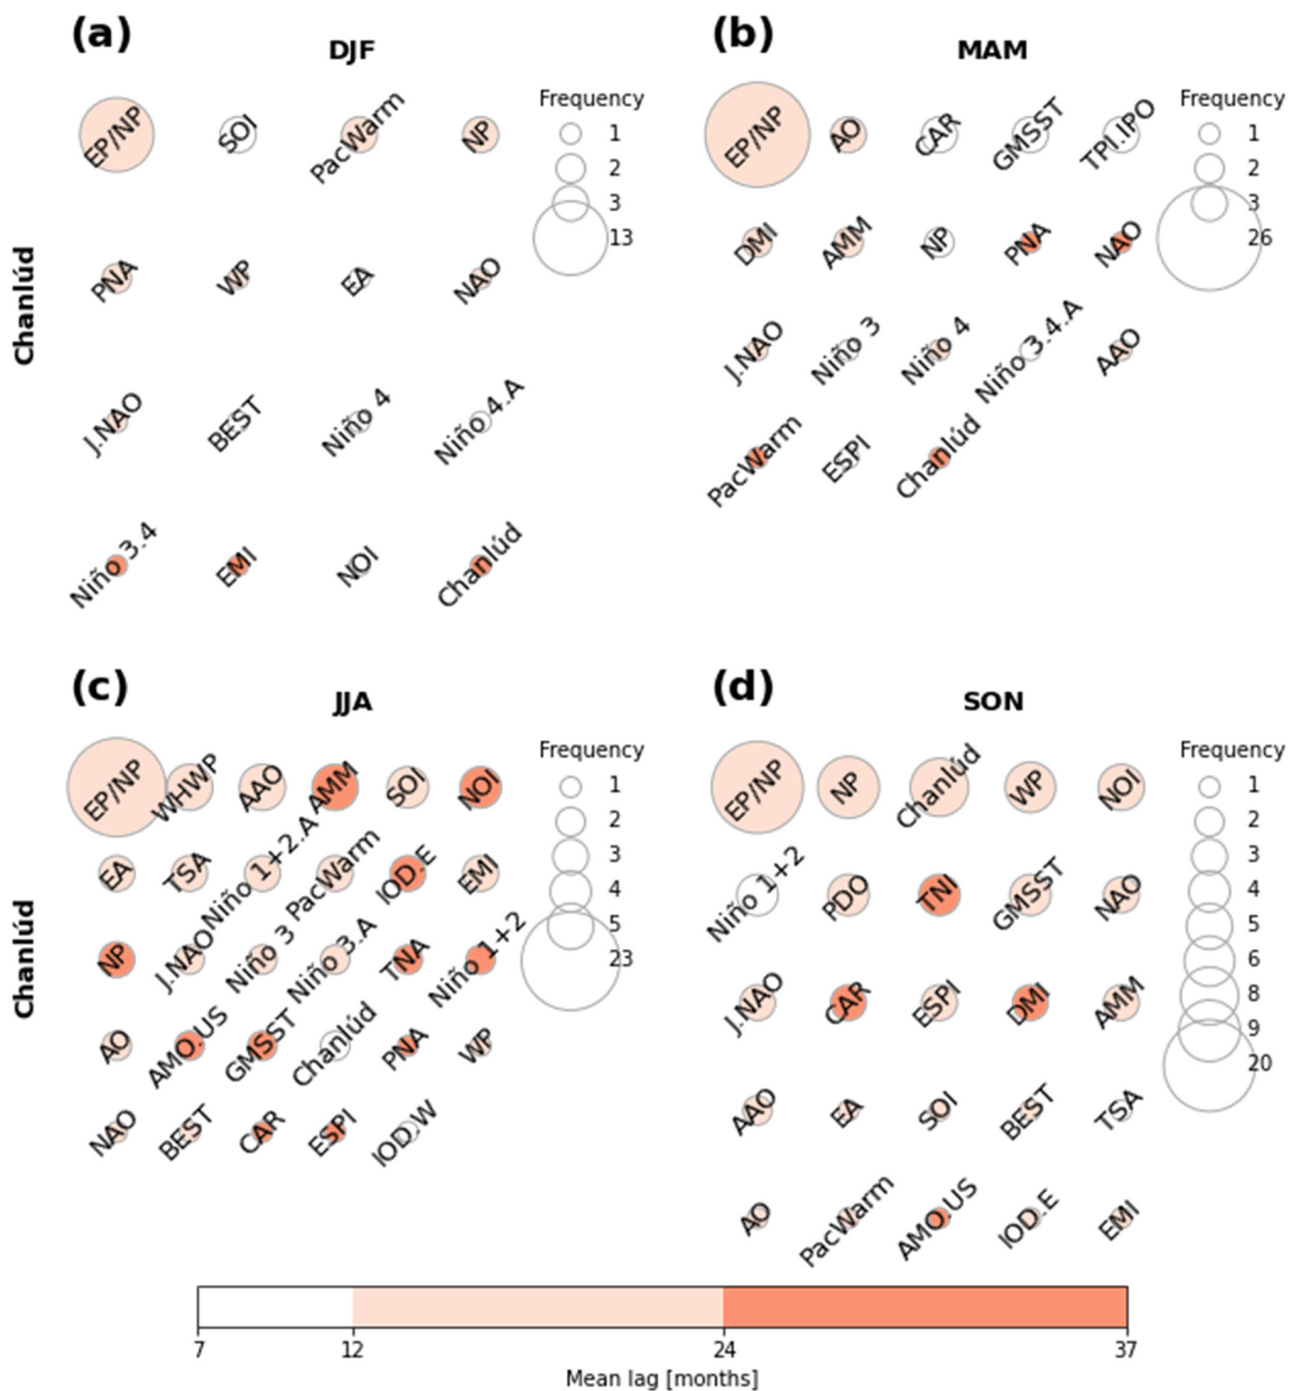 (a)
DJF
Chanlúd
EP/NP
SOI
PacWarm
NP
PNA
WP
EA
NAO
J.NAO
BEST
Niño 4
Niño 4.A
Niño 3.4
EMI
NOI
Chanlúd
Frequency
1
2
3
13
(b)
MAM
EP/NP
AO
CAR
GMSST
TPI.IPO
DMI
AMM
NP
PNA
NAO
J.NAO
Niño 3
Niño 4
Niño 3.4.A
AAO
PacWarm
ESPI
Chanlúd
Frequency
1
2
3
26
(c)
JJA
Chanlúd
EP/NP
WHWP
AAO
AMM
SOI
NOI
EA
TSA
Niño 1+2.A
PacWarm
IOD.E
EMI
NP
J.NAO
Niño 3
Niño 3.A
TNA
Niño 1+2
AO
AMO.US
GMSST
Chanlúd
PNA
WP
NAO
BEST
CAR
ESPI
IOD.W
Frequency
1
2
3
4
5
23
(d)
SON
EP/NP
NP
Chanlúd
WP
NOI
Niño 1+2
PDO
TNI
GMSST
NAO
J.NAO
CAR
ESPI
DMI
AMM
AAO
EA
SOI
BEST
TSA
AO
PacWarm
AMO.US
IOD.E
EMI
Frequency
1
2
3
4
5
6
8
9
20
7 12 24 37
Mean lag [months]